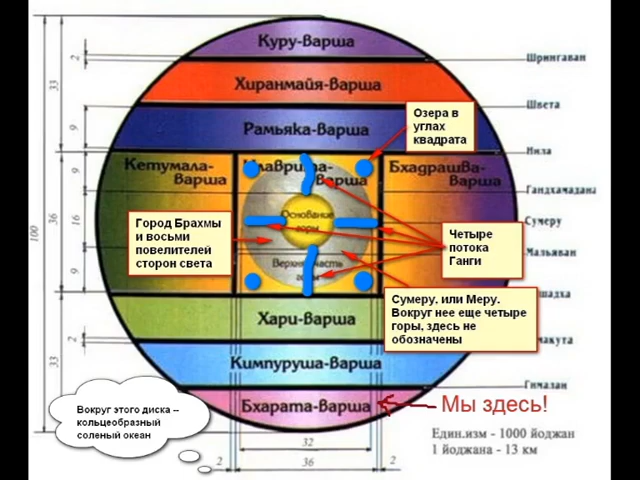 Куру-варша
Шрингаван
Хиранмайя-варша
Швета
Озера в
углах
квадрата
Рамьяка-варша
Нила
Кетумала-
варша
Илаврита-
варша
Бхадрашва-
варша
Гандхамадана
Город Брахмы
и восьми
повелителей
сторон света
Основание
горы
Сумеру
Четыре
потока
Ганги
Мальяван
Верхняя часть
горы
Сумеру, или Меру.
Вокруг нее еще четыре
горы, здесь не
обозначены
Хари-варша
Кимпуруша-варша
Гималаи
Бхарата-варша
Мы здесь!
Вокруг этого диска –
кольцеобразный
соленый океан
Един.изм - 1000 йоджан
1 йоджана - 13 км
100
33
36
33
2
9
9
16
9
2
32
2
36
2